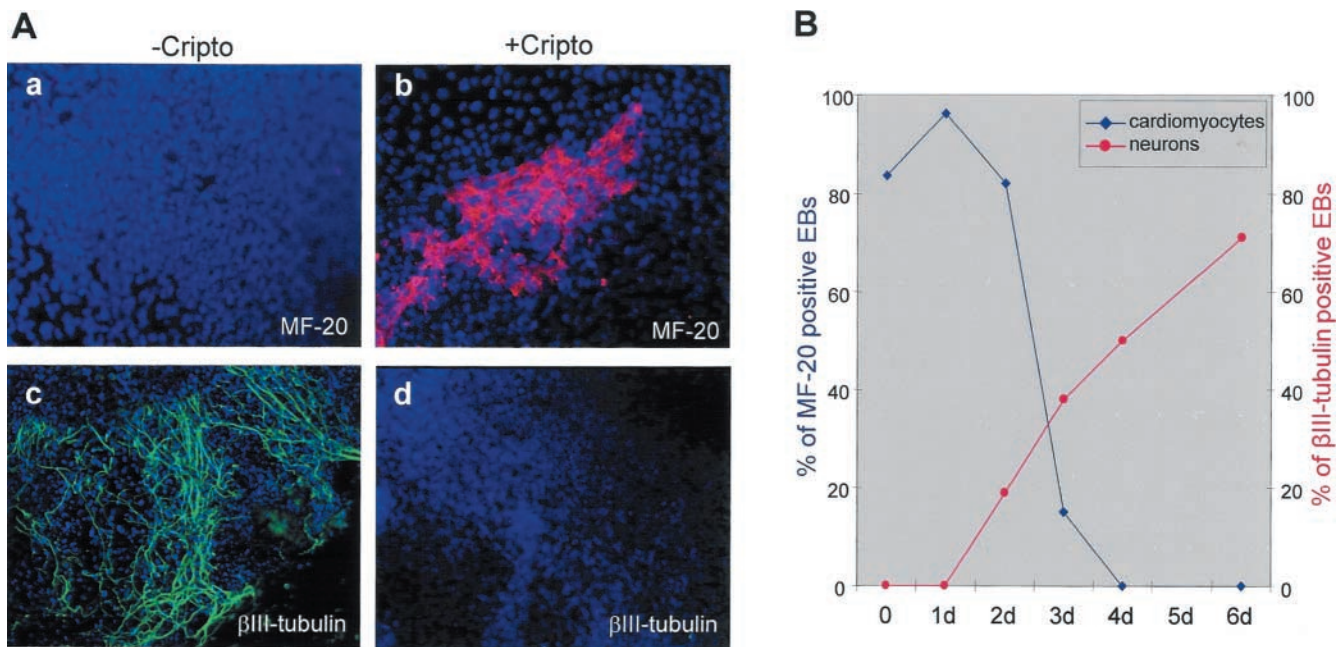 A
-Cripto
+Cripto
a
MF-20
b
MF-20
c
βIII-tubulin
d
βIII-tubulin
B
% of MF-20 positive EBs
100
80
60
40
20
0
cardiomyocytes
neurons
100
80
60
40
20
0
% of βIII-tubulin positive EBs
0 1d 2d 3d 4d 5d 6d